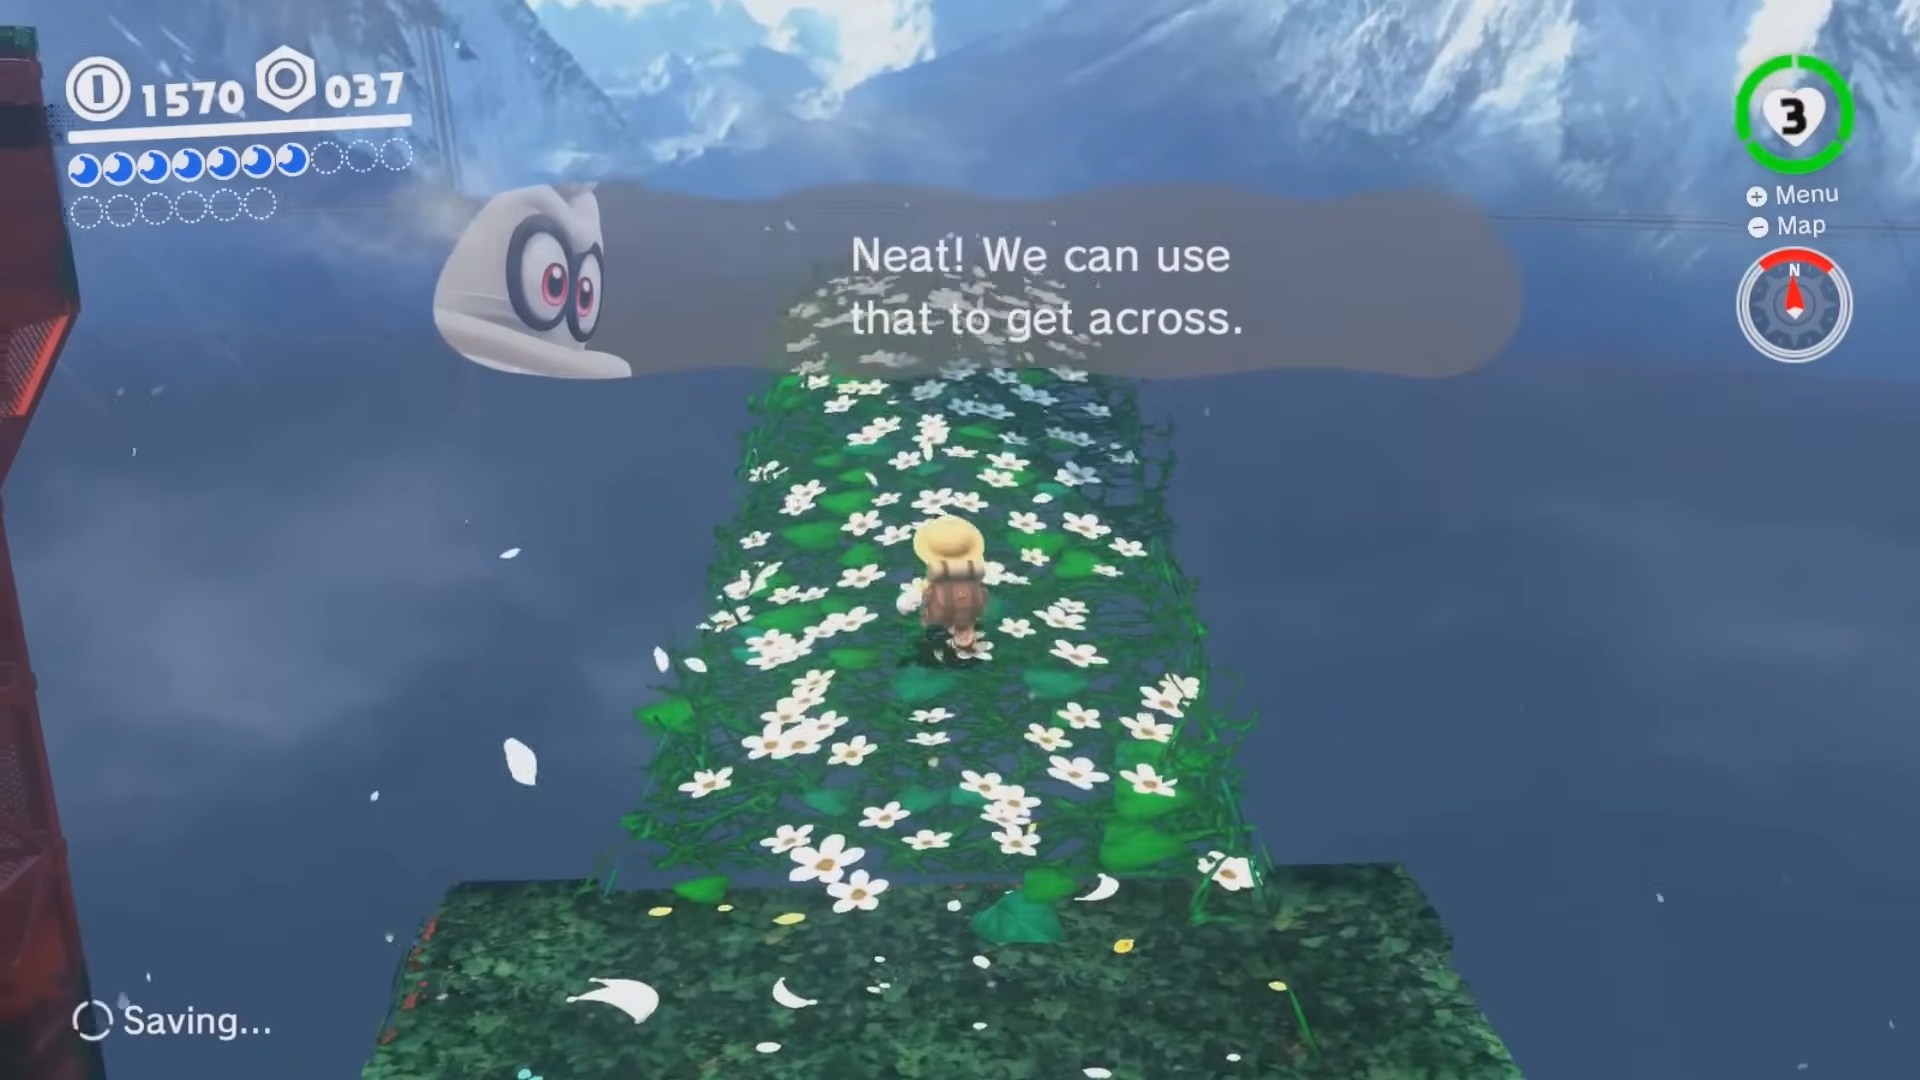 1570 037
3
Menu
Map
N
Neat! We can use
that to get across.
Saving...